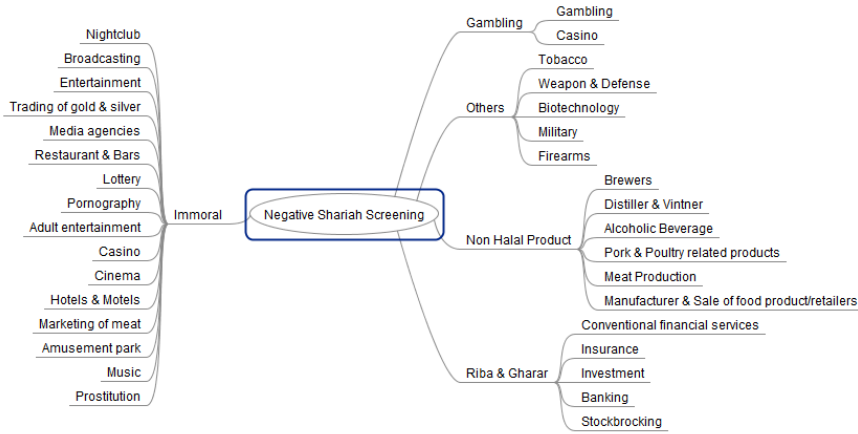 Nightclub
Broadcasting
Entertainment
Trading of gold & silver
Media agencies
Restaurant & Bars
Lottery
Pornography
Adult entertainment
Casino
Cinema
Hotels & Motels
Marketing of meat
Amusement park
Music
Prostitution
Immoral
Negative Shariah Screening
Gambling
Gambling
Casino
Others
Tobacco
Weapon & Defense
Biotechnology
Military
Firearms
Non Halal Product
Brewers
Distiller & Vintner
Alcoholic Beverage
Pork & Poultry related products
Meat Production
Manufacturer & Sale of food product/retailers
Riba & Gharar
Conventional financial services
Insurance
Investment
Banking
Stockbrocking